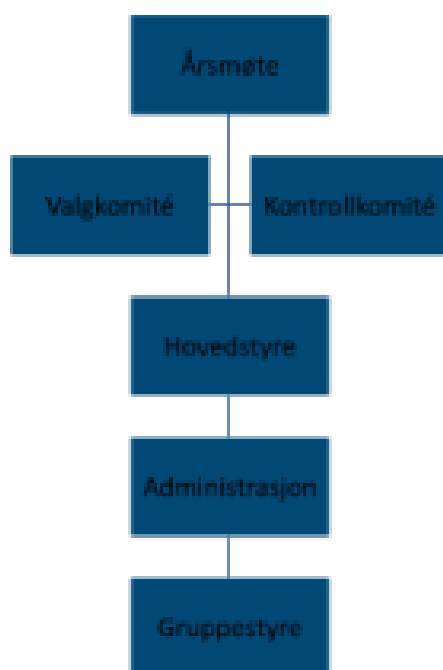 Årsmøte
Valgkomité
Kontrollkomité
Hovedstyre
Administrasjon
Gruppestyre